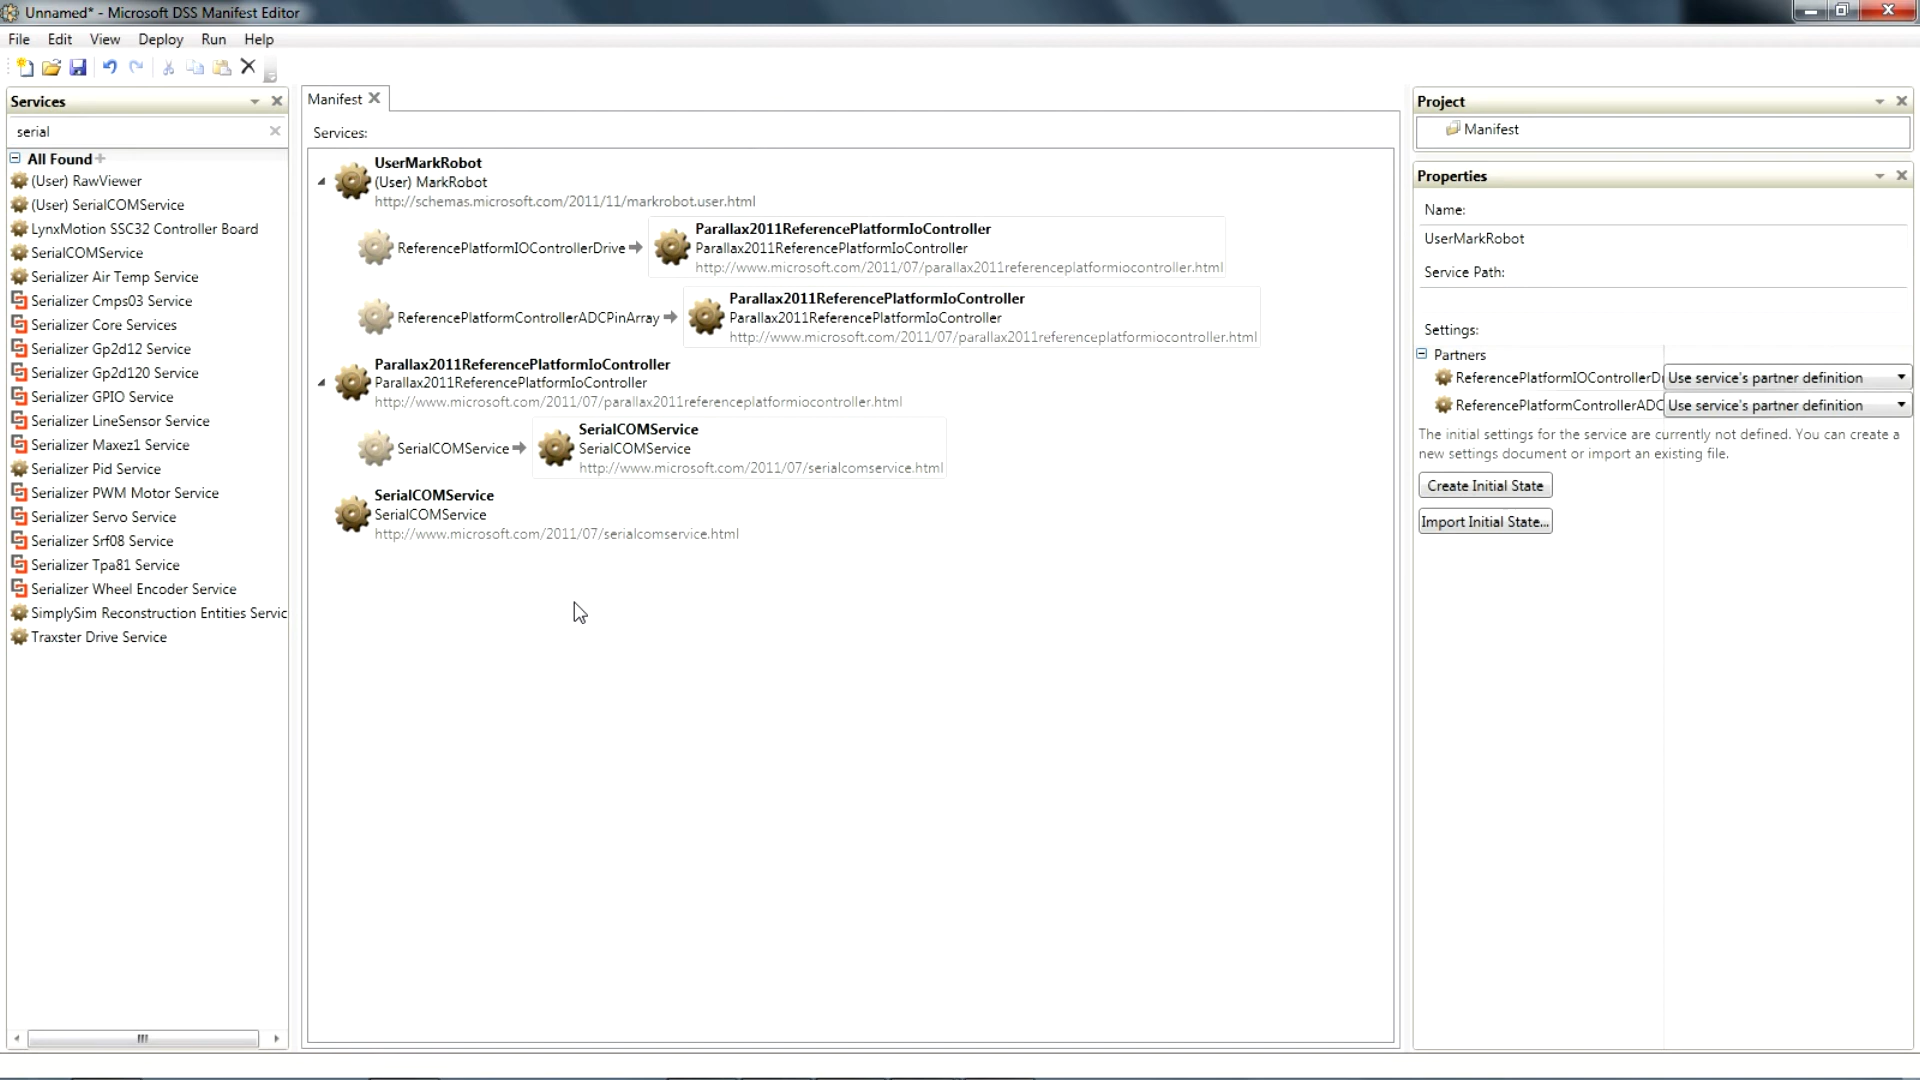 Unnamed* - Microsoft DSS Manifest Editor
File Edit View Deploy Run Help
Services
serial
All Found
(User) RawViewer
(User) SerialCOMService
LynxMotion SSC32 Controller Board
SerialCOMService
Serializer Air Temp Service
Serializer Cmps03 Service
Serializer Core Services
Serializer Gp2d12 Service
Serializer Gp2d120 Service
Serializer GPIO Service
Serializer LineSensor Service
Serializer Maxez1 Service
Serializer Pid Service
Serializer PWM Motor Service
Serializer Servo Service
Serializer Srf08 Service
Serializer Tpa81 Service
Serializer Wheel Encoder Service
SimplySim Reconstruction Entities Servic
Traxster Drive Service
Manifest
Services:
UserMarkRobot
(User) MarkRobot
http://schemas.microsoft.com/2011/11/markrobot.user.html
ReferencePlatformIOControllerDrive
Parallax2011ReferencePlatformIoController
Parallax2011ReferencePlatformIoController
http://www.microsoft.com/2011/07/parallax2011referenceplatformiocontroller.html
ReferencePlatformControllerADCPinArray
Parallax2011ReferencePlatformIoController
Parallax2011ReferencePlatformIoController
http://www.microsoft.com/2011/07/parallax2011referenceplatformiocontroller.html
Parallax2011ReferencePlatformIoController
Parallax2011ReferencePlatformIoController
http://www.microsoft.com/2011/07/parallax2011referenceplatformiocontroller.html
SerialCOMService
SerialCOMService
SerialCOMService
http://www.microsoft.com/2011/07/serialcomservice.html
SerialCOMService
SerialCOMService
http://www.microsoft.com/2011/07/serialcomservice.html
Project
Manifest
Properties
Name:
UserMarkRobot
Service Path:
Settings:
Partners
ReferencePlatformIOControllerD Use service's partner definition
ReferencePlatformControllerADC Use service's partner definition
The initial settings for the service are currently not defined. You can create a
new settings document or import an existing file.
Create Initial State
Import Initial State...